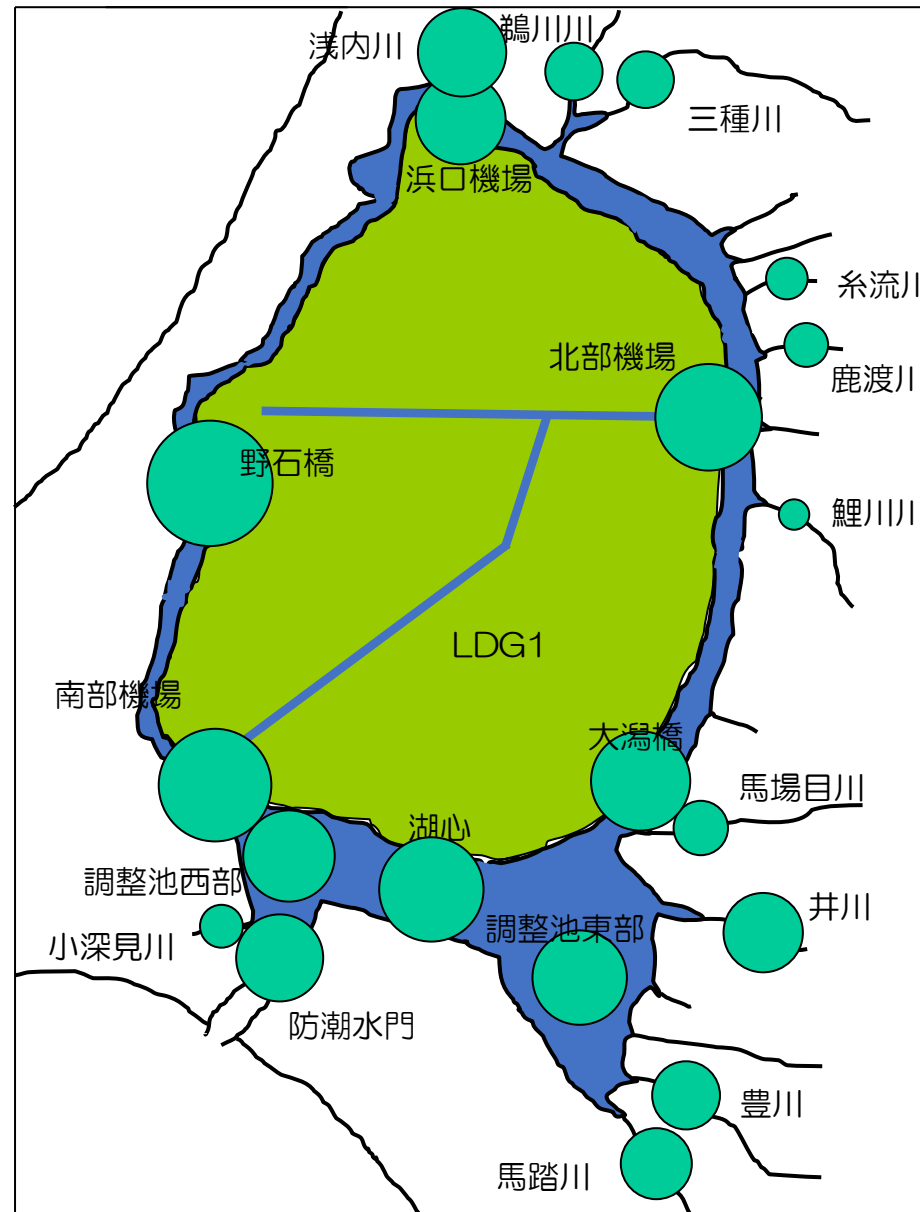 鵜川川
浅内川
三種川
浜口機場
糸流川
北部機場
鹿渡川
野石橋
鯉川川
LDG1
南部機場
大潟橋
馬場目川
湖心
調整池西部
井川
調整池東部
小深見川
防潮水門
豊川
馬踏川